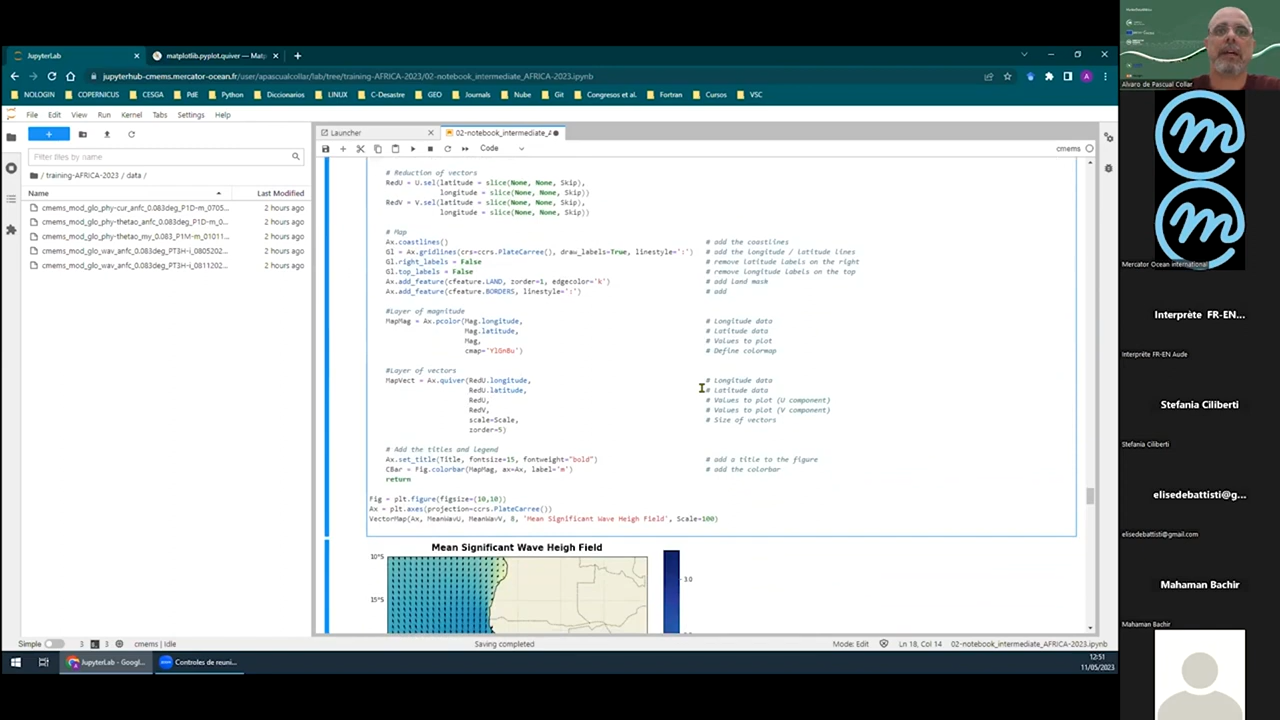 JupyterLab
matplotlib.pyplot.quiver — Matp
jupyterhub-cmems.mercator-ocean.fr/user/apascualcollar/lab/tree/training-AFRICA-2023/02-notebook_intermediate_AFRICA-2023.ipynb
NOLOGIN COPERNICUS CESGA PdE Python Diccionarios LINUX C-Desastre GEO Journals Nube Git Congresos et al. Fortran Cursos VSC
File Edit View Run Kernel Tabs Settings Help
Filter files by name
/ training-AFRICA-2023 / data /
Name Last Modified
cmems_mod_glo_phy-cur_anfc_0.083deg_P1D-m_0705... 2 hours ago
cmems_mod_glo_phy-thetao_anfc_0.083deg_P1D-m_0... 2 hours ago
cmems_mod_glo_phy-thetao_my_0.083_P1M-m_01011... 2 hours ago
cmems_mod_glo_wav_anfc_0.083deg_PT3H-i_0805202... 2 hours ago
cmems_mod_glo_wav_anfc_0.083deg_PT3H-i_0811202... 2 hours ago
Launcher
02-notebook_intermediate_A
Code
cmems
# Reduction of vectors
RedU = U.sel(latitude = slice(None, None, Skip),
longitude = slice(None, None, Skip))
RedV = V.sel(latitude = slice(None, None, Skip),
longitude = slice(None, None, Skip))
# Map
Ax.coastlines() # add the coastlines
Gl = Ax.gridlines(crs=ccrs.PlateCarree(), draw_labels=True, linestyle=':') # add the longitude / latitude lines
Gl.right_labels = False # remove latitude labels on the right
Gl.top_labels = False # remove longitude labels on the top
Ax.add_feature(cfeature.LAND, zorder=1, edgecolor='k') # add land mask
Ax.add_feature(cfeature.BORDERS, linestyle=':') # add
#Layer of magnitude
MapMag = Ax.pcolor(Mag.longitude, # Longitude data
Mag.latitude, # Latitude data
Mag, # Values to plot
cmap='YlGnBu') # Define colormap
#Layer of vectors
MapVect = Ax.quiver(RedU.longitude, # Longitude data
RedU.latitude, # Latitude data
RedU, # Values to plot (U component)
RedV, # Values to plot (V component)
scale=Scale, # Size of vectors
zorder=5)
# Add the titles and legend
Ax.set_title(Title, fontsize=15, fontweight="bold") # add a title to the figure
CBar = Fig.colorbar(MapMag, ax=Ax, label='m') # add the colorbar
return
Fig = plt.figure(figsize=(10,10))
Ax = plt.axes(projection=ccrs.PlateCarree())
VectorMap(Ax, MeanWavU, MeanWavV, 8, 'Mean Significant Wave Heigh Field', Scale=100)
Mean Significant Wave Heigh Field
10°S
15°S
3.0
Simple 3 3 cmems | Idle Saving completed Mode: Edit Ln 18, Col 14 02-notebook_intermediate_AFRICA-2023.ipynb
JupyterLab - Googl...
Controles de reuni...
12:51
11/05/2023
Alvaro de Pascual Collar
Mercator Ocean international
Interprète FR-EN...
Interprète FR-EN Aude
Stefania Ciliberti
Stefania Ciliberti
elisedebattisti@g...
elisedebattisti@gmail.com
Mahaman Bachir
Mahaman Bachir